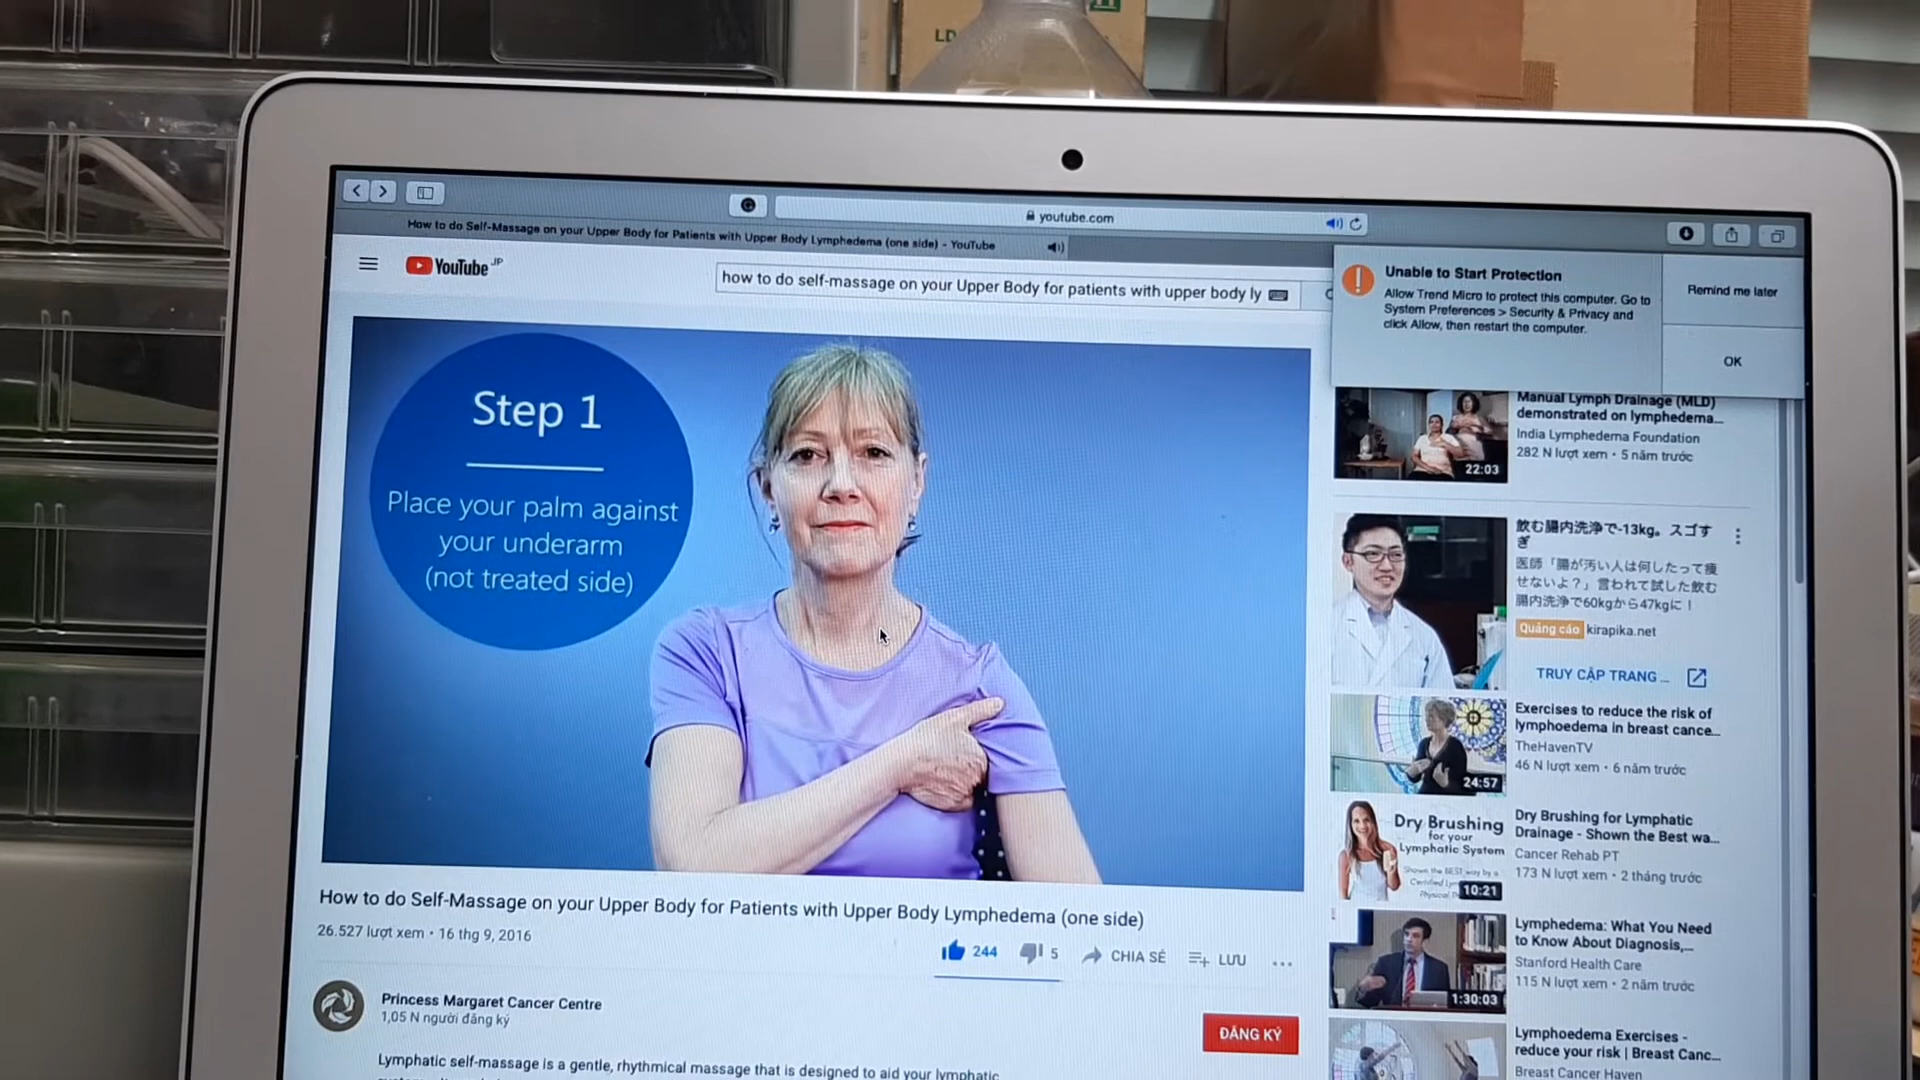 LD
youtube.com
How to do Self-Massage on your Upper Body for Patients with Upper Body Lymphedema (one side) - YouTube
YouTube JP
how to do self-massage on your Upper Body for patients with upper body ly
Unable to Start Protection
Allow Trend Micro to protect this computer. Go to
System Preferences > Security & Privacy and
click Allow, then restart the computer.
Remind me later
OK
Step 1
Place your palm against
your underarm
(not treated side)
How to do Self-Massage on your Upper Body for Patients with Upper Body Lymphedema (one side)
26.527 lượt xem • 16 thg 9, 2016
244
5
CHIA SẺ
LƯU
Princess Margaret Cancer Centre
1,05 N người đăng ký
ĐĂNG KÝ
Lymphatic self-massage is a gentle, rhythmical massage that is designed to aid your lymphatic
Manual Lymph Drainage (MLD)
demonstrated on lymphedema...
India Lymphedema Foundation
282 N lượt xem • 5 năm trước
22:03
飲む腸内洗浄で-13kg。スゴす
ぎ
医師「腸が汚い人は何したって痩
せないよ？」言われて試した飲む
腸内洗浄で60kgから47kgに！
Quảng cáo kirapika.net
TRUY CẬP TRANG ...
Exercises to reduce the risk of
lymphoedema in breast cance...
TheHavenTV
46 N lượt xem • 6 năm trước
24:57
Dry Brushing
for your
Lymphatic System
Shown the BEST way by a
10:21
Dry Brushing for Lymphatic
Drainage - Shown the Best wa...
Cancer Rehab PT
173 N lượt xem • 2 tháng trước
Lymphedema: What You Need
to Know About Diagnosis,...
Stanford Health Care
115 N lượt xem • 2 năm trước
1:30:03
Lymphoedema Exercises -
reduce your risk | Breast Canc...
Breast Cancer Haven